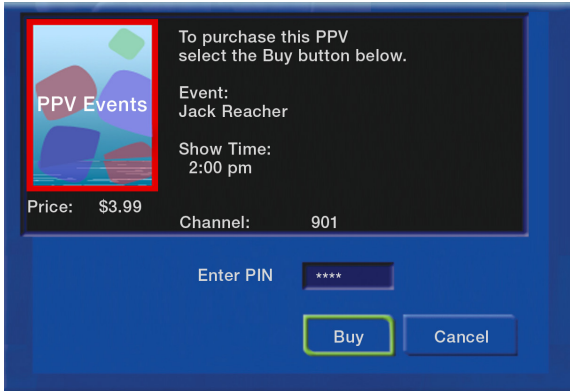 To purchase this PPV
select the Buy button below.
PPV Events
Event:
Jack Reacher
Show Time:
2:00 pm
Price: $3.99
Channel: 901
Enter PIN ****
Buy Cancel